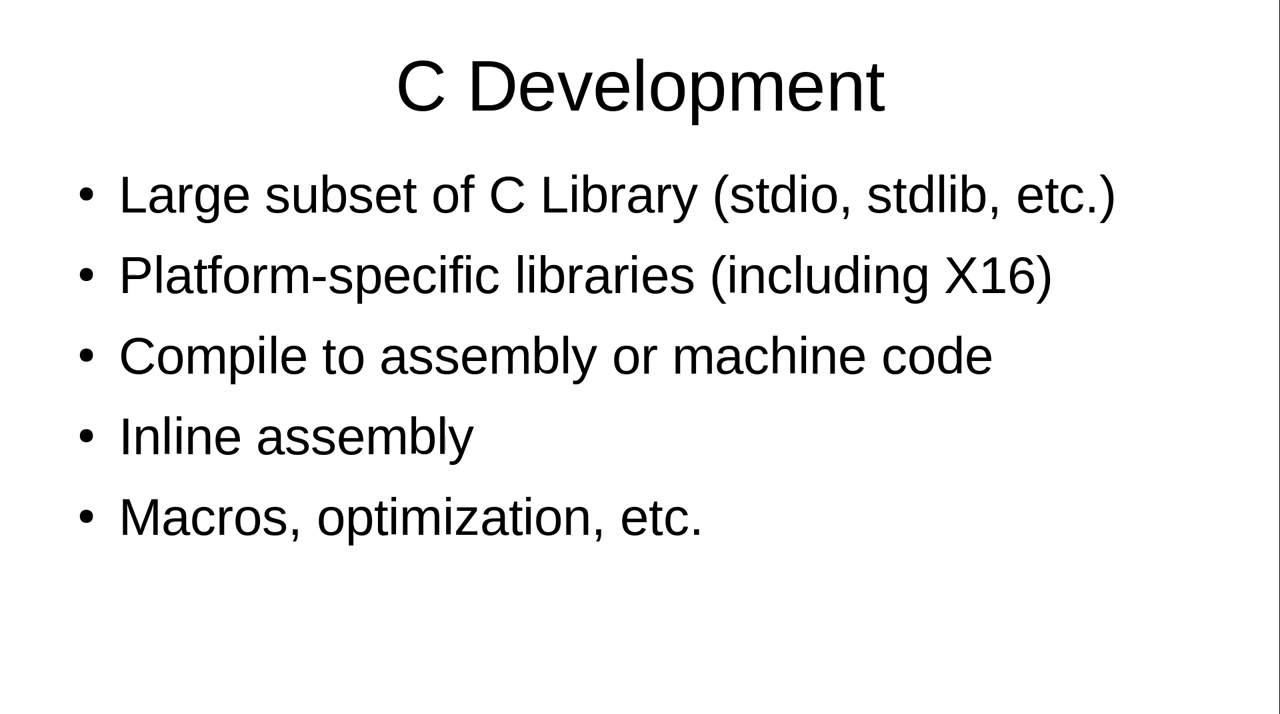 C Development
• Large subset of C Library (stdio, stdlib, etc.)
• Platform-specific libraries (including X16)
• Compile to assembly or machine code
• Inline assembly
• Macros, optimization, etc.